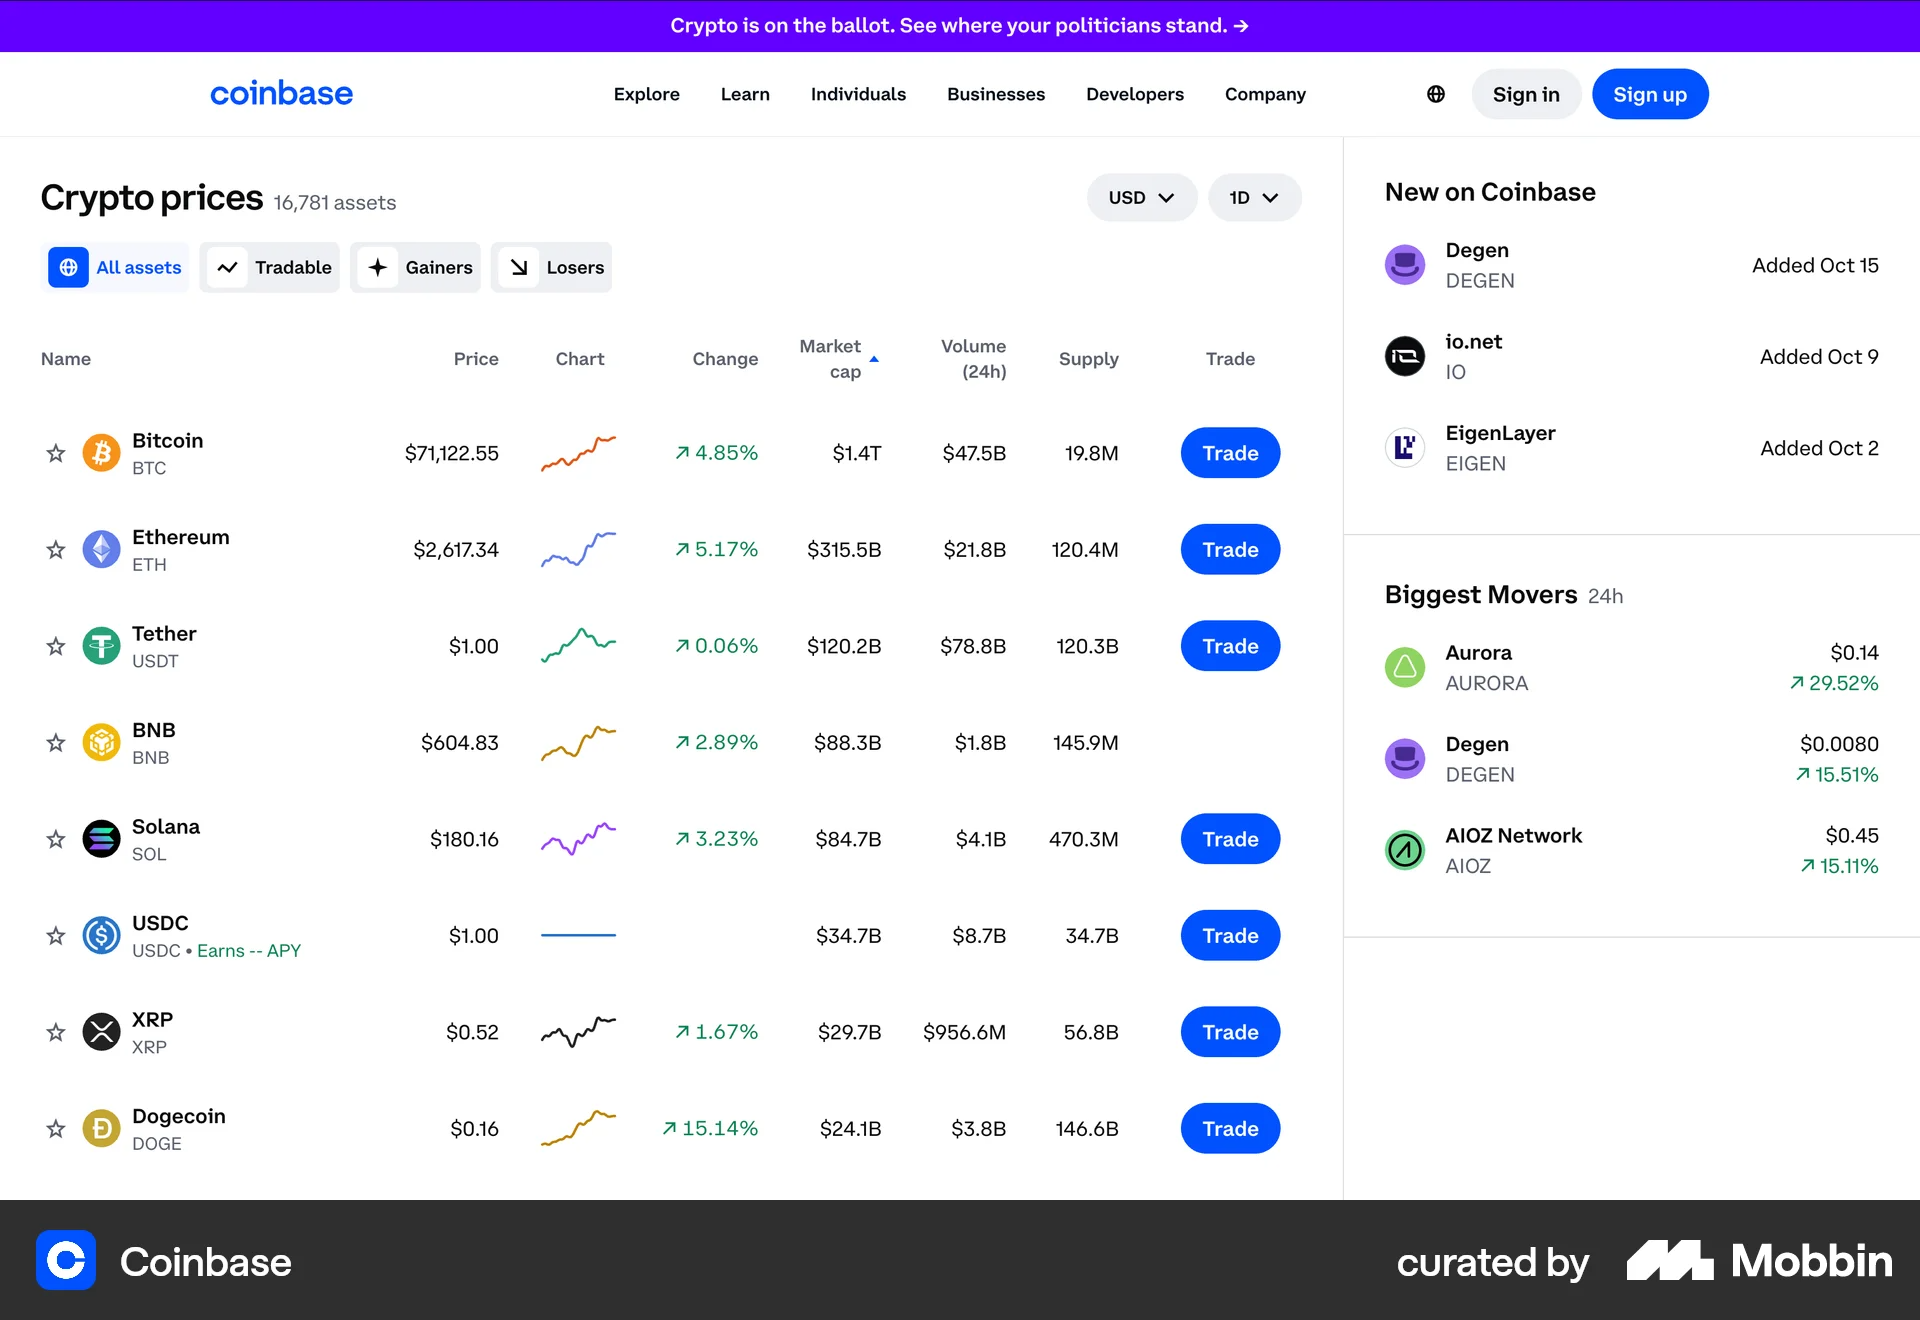 Crypto is on the ballot. See where your politicians stand. →
coinbase
Explore Learn Individuals Businesses Developers Company
Sign in Sign up
Crypto prices 16,781 assets
USD 1D
All assets Tradable Gainers Losers
Name Price Chart Change Market cap Volume (24h) Supply Trade
Bitcoin
BTC
$71,122.55 ↗ 4.85% $1.4T $47.5B 19.8M Trade
Ethereum
ETH
$2,617.34 ↗ 5.17% $315.5B $21.8B 120.4M Trade
Tether
USDT
$1.00 ↗ 0.06% $120.2B $78.8B 120.3B Trade
BNB
BNB
$604.83 ↗ 2.89% $88.3B $1.8B 145.9M
Solana
SOL
$180.16 ↗ 3.23% $84.7B $4.1B 470.3M Trade
USDC
USDC • Earns -- APY
$1.00 $34.7B $8.7B 34.7B Trade
XRP
XRP
$0.52 ↗ 1.67% $29.7B $956.6M 56.8B Trade
Dogecoin
DOGE
$0.16 ↗ 15.14% $24.1B $3.8B 146.6B Trade
New on Coinbase
Degen
DEGEN
Added Oct 15
io.net
IO
Added Oct 9
EigenLayer
EIGEN
Added Oct 2
Biggest Movers 24h
Aurora $0.14
AURORA ↗ 29.52%
Degen $0.0080
DEGEN ↗ 15.51%
AIOZ Network $0.45
AIOZ ↗ 15.11%
Coinbase
curated by Mobbin